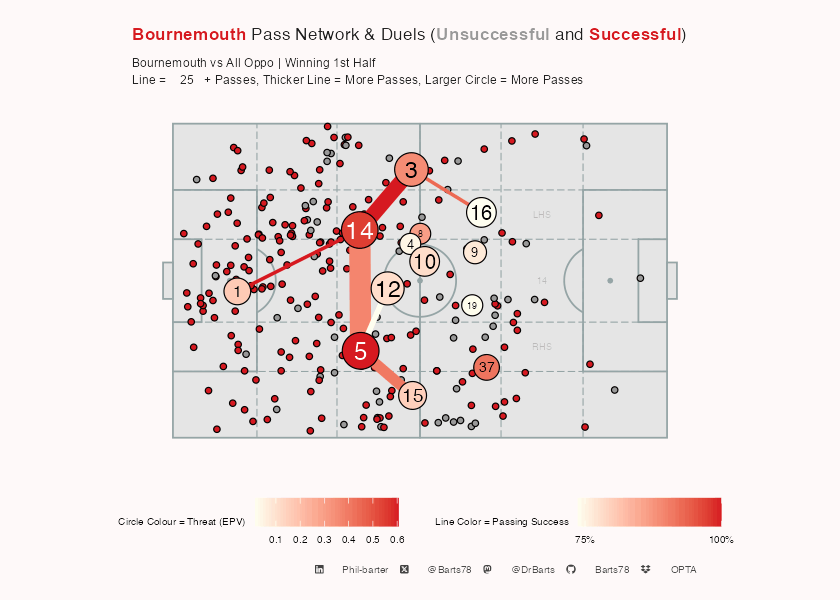 Bournemouth Pass Network & Duels (Unsuccessful and Successful)
Bournemouth vs All Oppo | Winning 1st Half
Line = 25 + Passes, Thicker Line = More Passes, Larger Circle = More Passes
3
16
LHS
14
8
4
9
10
14
1
12
19
5
RHS
37
15
Circle Colour = Threat (EPV)
0.1 0.2 0.3 0.4 0.5 0.6
Line Color = Passing Success
75% 100%
Phil-barter @Barts78 @DrBarts Barts78 OPTA